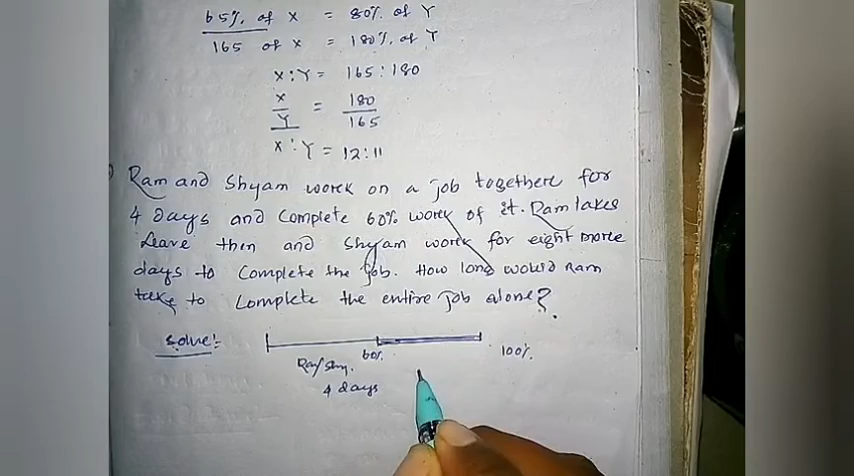 65% of X = 80% of Y
165 of X = 180% of Y
X:Y = 165:180
X/Y = 180/165
X:Y = 12:11
Ram and Shyam work on a job togethere for
4 days and Complete 60% work of it. Ram takes
Leave then and Shyam work for eight more
days to Complete the job. How long would Ram
take to Complete the entire job alone?
Solve:
60% 100%
Ram/Shy.
4 days